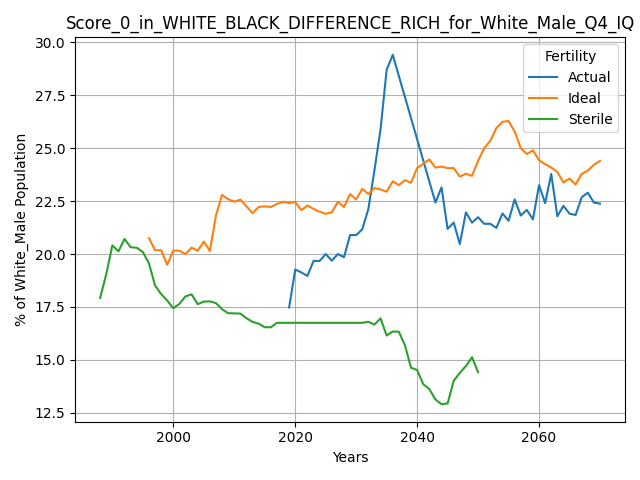 Score_0_in_WHITE_BLACK_DIFFERENCE_RICH_for_White_Male_Q4_IQ
Fertility
Actual
Ideal
Sterile
% of White_Male Population
30.0
27.5
25.0
22.5
20.0
17.5
15.0
12.5
2000
2020
2040
2060
Years